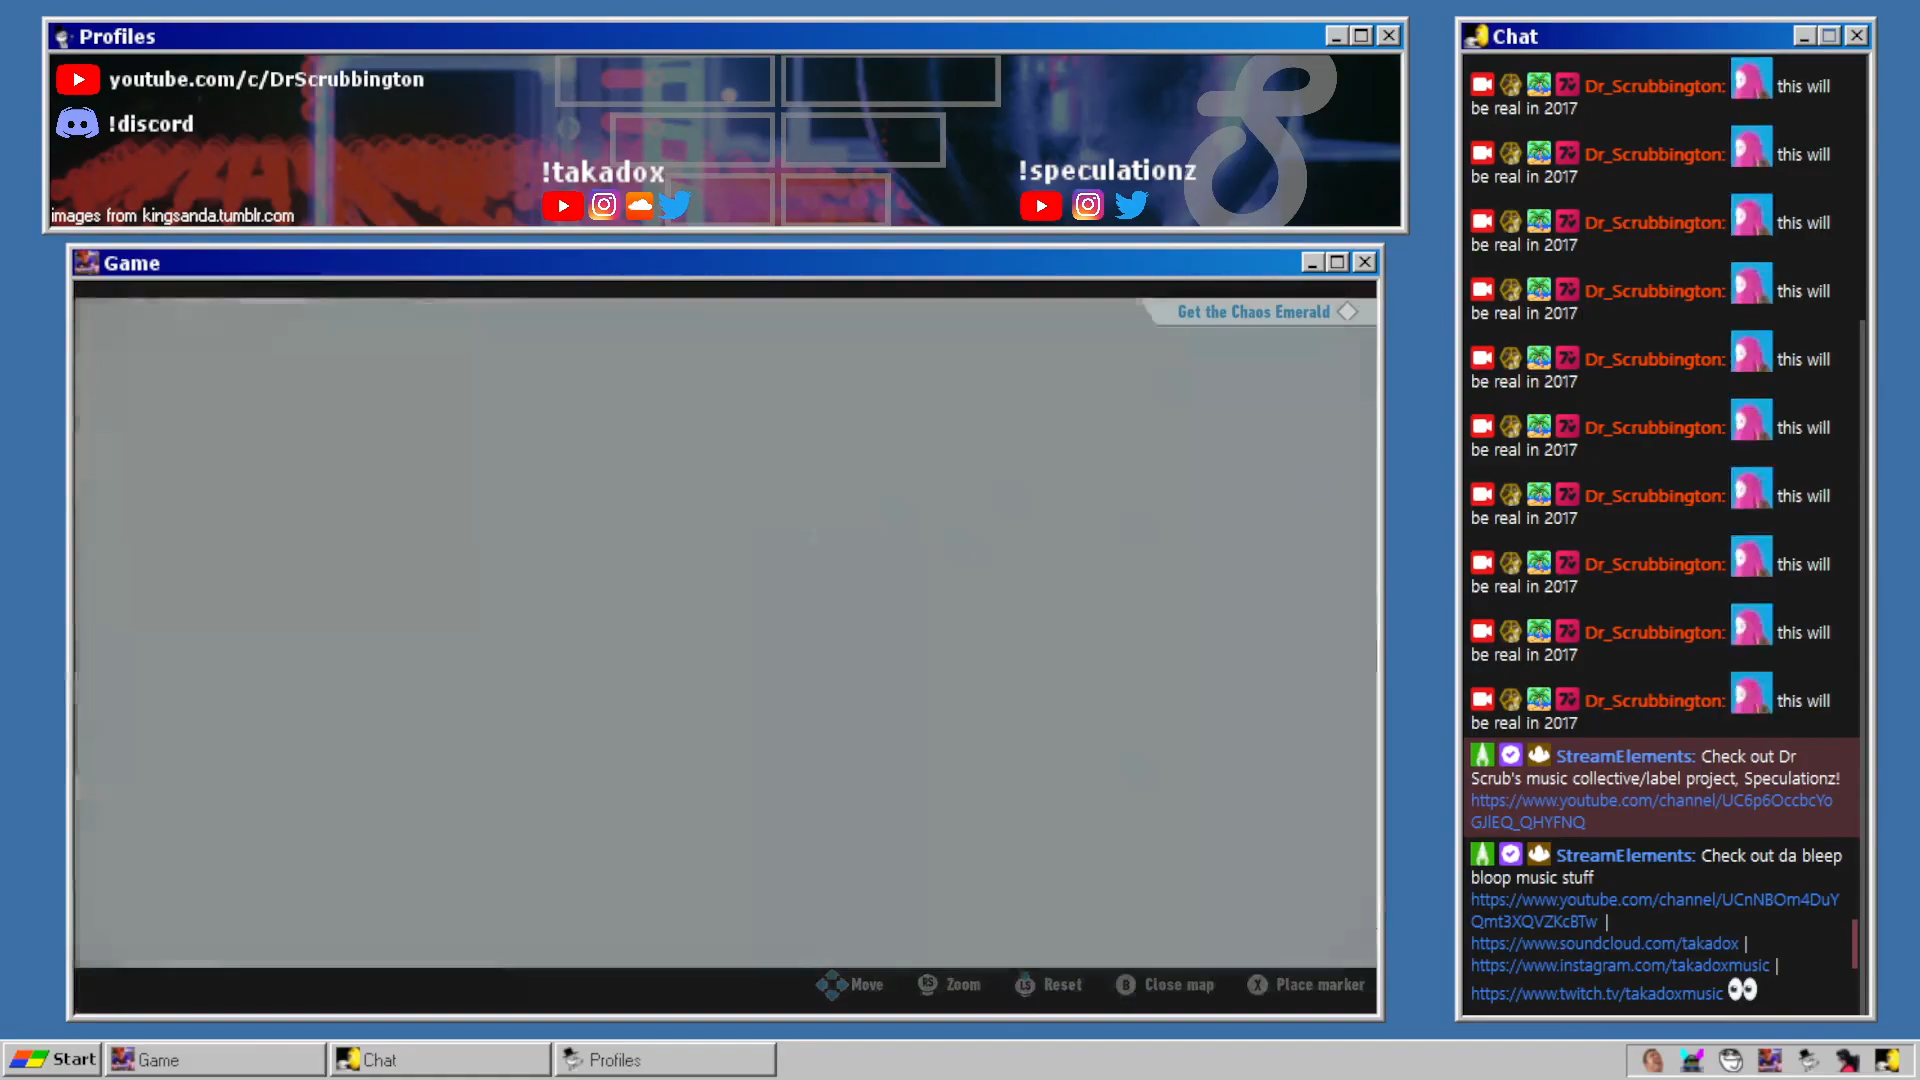 Profiles
youtube.com/c/DrScrubbington
!discord
!takadox
!speculationz
images from kingsanda.tumblr.com
Game
Get the Chaos Emerald
RS
LS
B
X
Move
Zoom
Reset
Close map
Place marker
Chat
Dr_Scrubbington: this will
be real in 2017
Dr_Scrubbington: this will
be real in 2017
Dr_Scrubbington: this will
be real in 2017
Dr_Scrubbington: this will
be real in 2017
Dr_Scrubbington: this will
be real in 2017
Dr_Scrubbington: this will
be real in 2017
Dr_Scrubbington: this will
be real in 2017
Dr_Scrubbington: this will
be real in 2017
Dr_Scrubbington: this will
be real in 2017
Dr_Scrubbington: this will
be real in 2017
StreamElements: Check out Dr
Scrub's music collective/label project, Speculationz!
https://www.youtube.com/channel/UC6p6OccbcYo
GJlEQ_QHYFNQ
StreamElements: Check out da bleep
bloop music stuff
https://www.youtube.com/channel/UCnNBOm4DuY
Qmt3XQVZKcBTw |
https://www.soundcloud.com/takadox |
https://www.instagram.com/takadoxmusic |
https://www.twitch.tv/takadoxmusic
Start
Game
Chat
Profiles